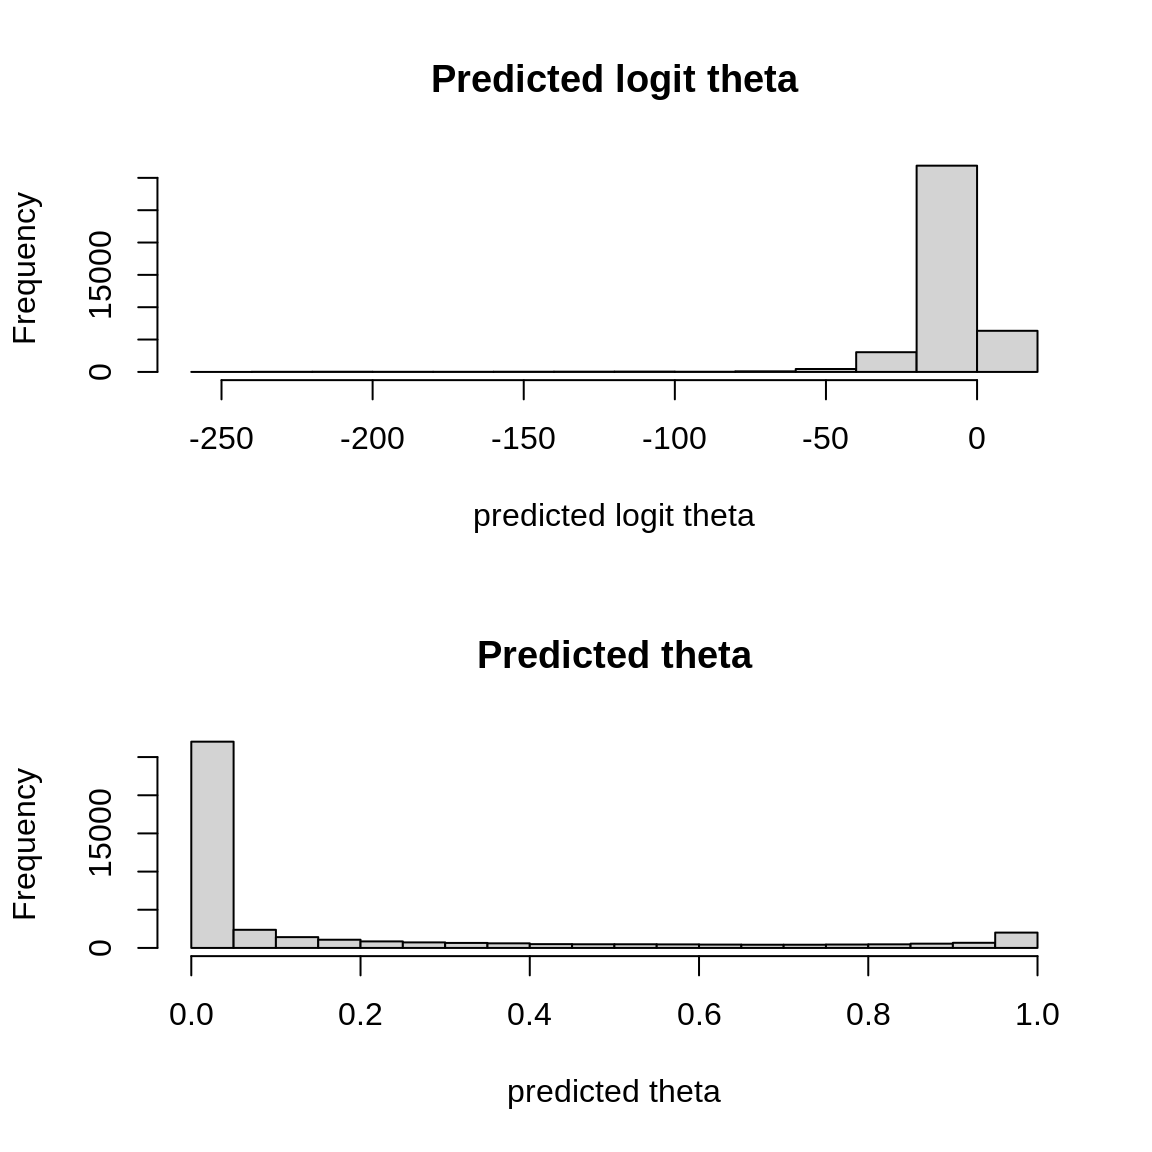 Predicted logit theta
Frequency
15000
0
-250 -200 -150 -100 -50 0
predicted logit theta
Predicted theta
Frequency
15000
0
0.0 0.2 0.4 0.6 0.8 1.0
predicted theta